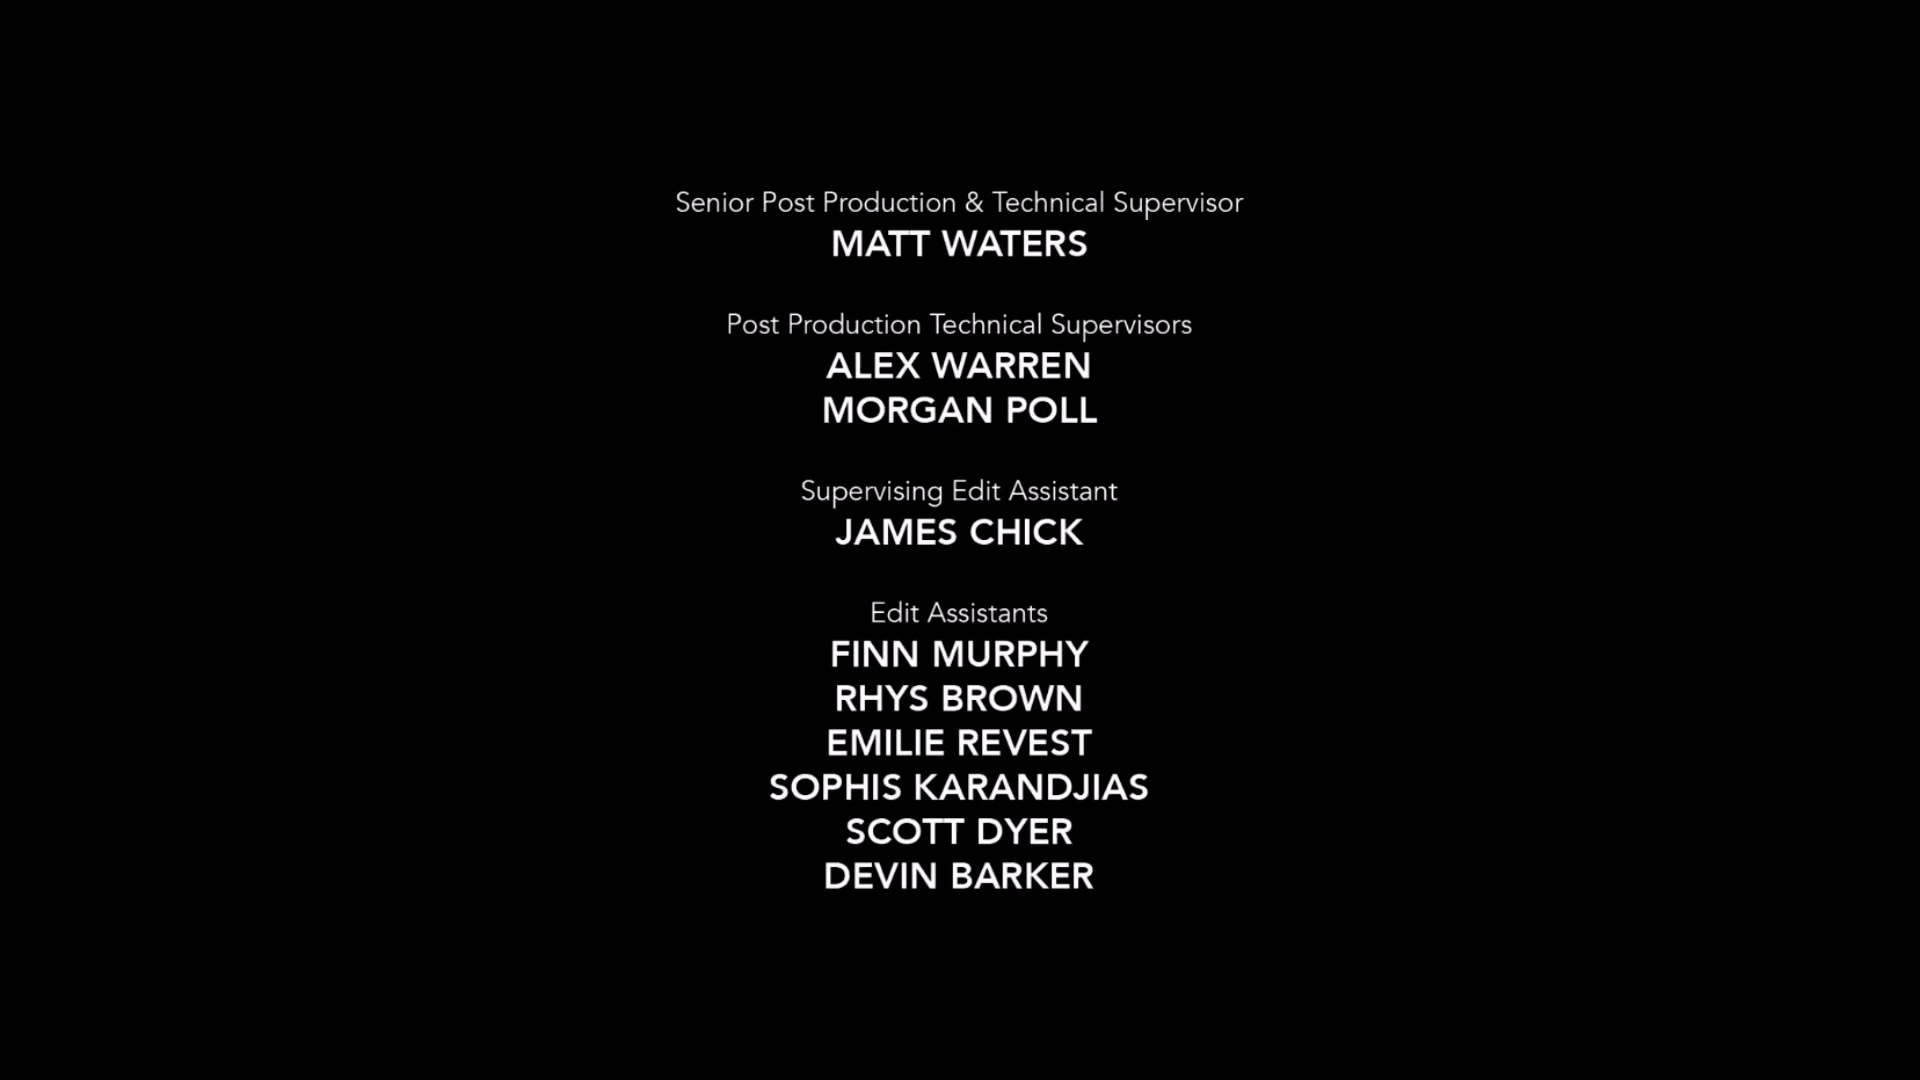 Senior Post Production & Technical Supervisor
MATT WATERS
Post Production Technical Supervisors
ALEX WARREN
MORGAN POLL
Supervising Edit Assistant
JAMES CHICK
Edit Assistants
FINN MURPHY
RHYS BROWN
EMILIE REVEST
SOPHIS KARANDJIAS
SCOTT DYER
DEVIN BARKER